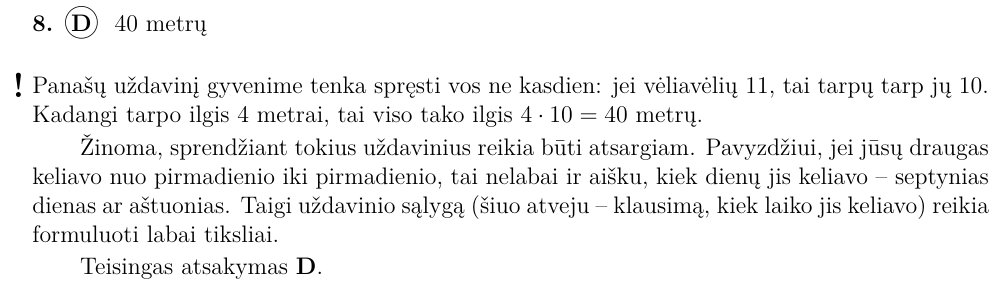 8. D 40 metrų
! Panašų uždavinį gyvenime tenka spręsti vos ne kasdien: jei vėliavėlių 11, tai tarpų tarp jų 10.
Kadangi tarpo ilgis 4 metrai, tai viso tako ilgis 4 · 10 = 40 metrų.
Žinoma, sprendžiant tokius uždavinius reikia būti atsargiam. Pavyzdžiui, jei jūsų draugas
keliavo nuo pirmadienio iki pirmadienio, tai nelabai ir aišku, kiek dienų jis keliavo – septynias
dienas ar aštuonias. Taigi uždavinio sąlygą (šiuo atveju – klausimą, kiek laiko jis keliavo) reikia
formuluoti labai tiksliai.
Teisingas atsakymas D.